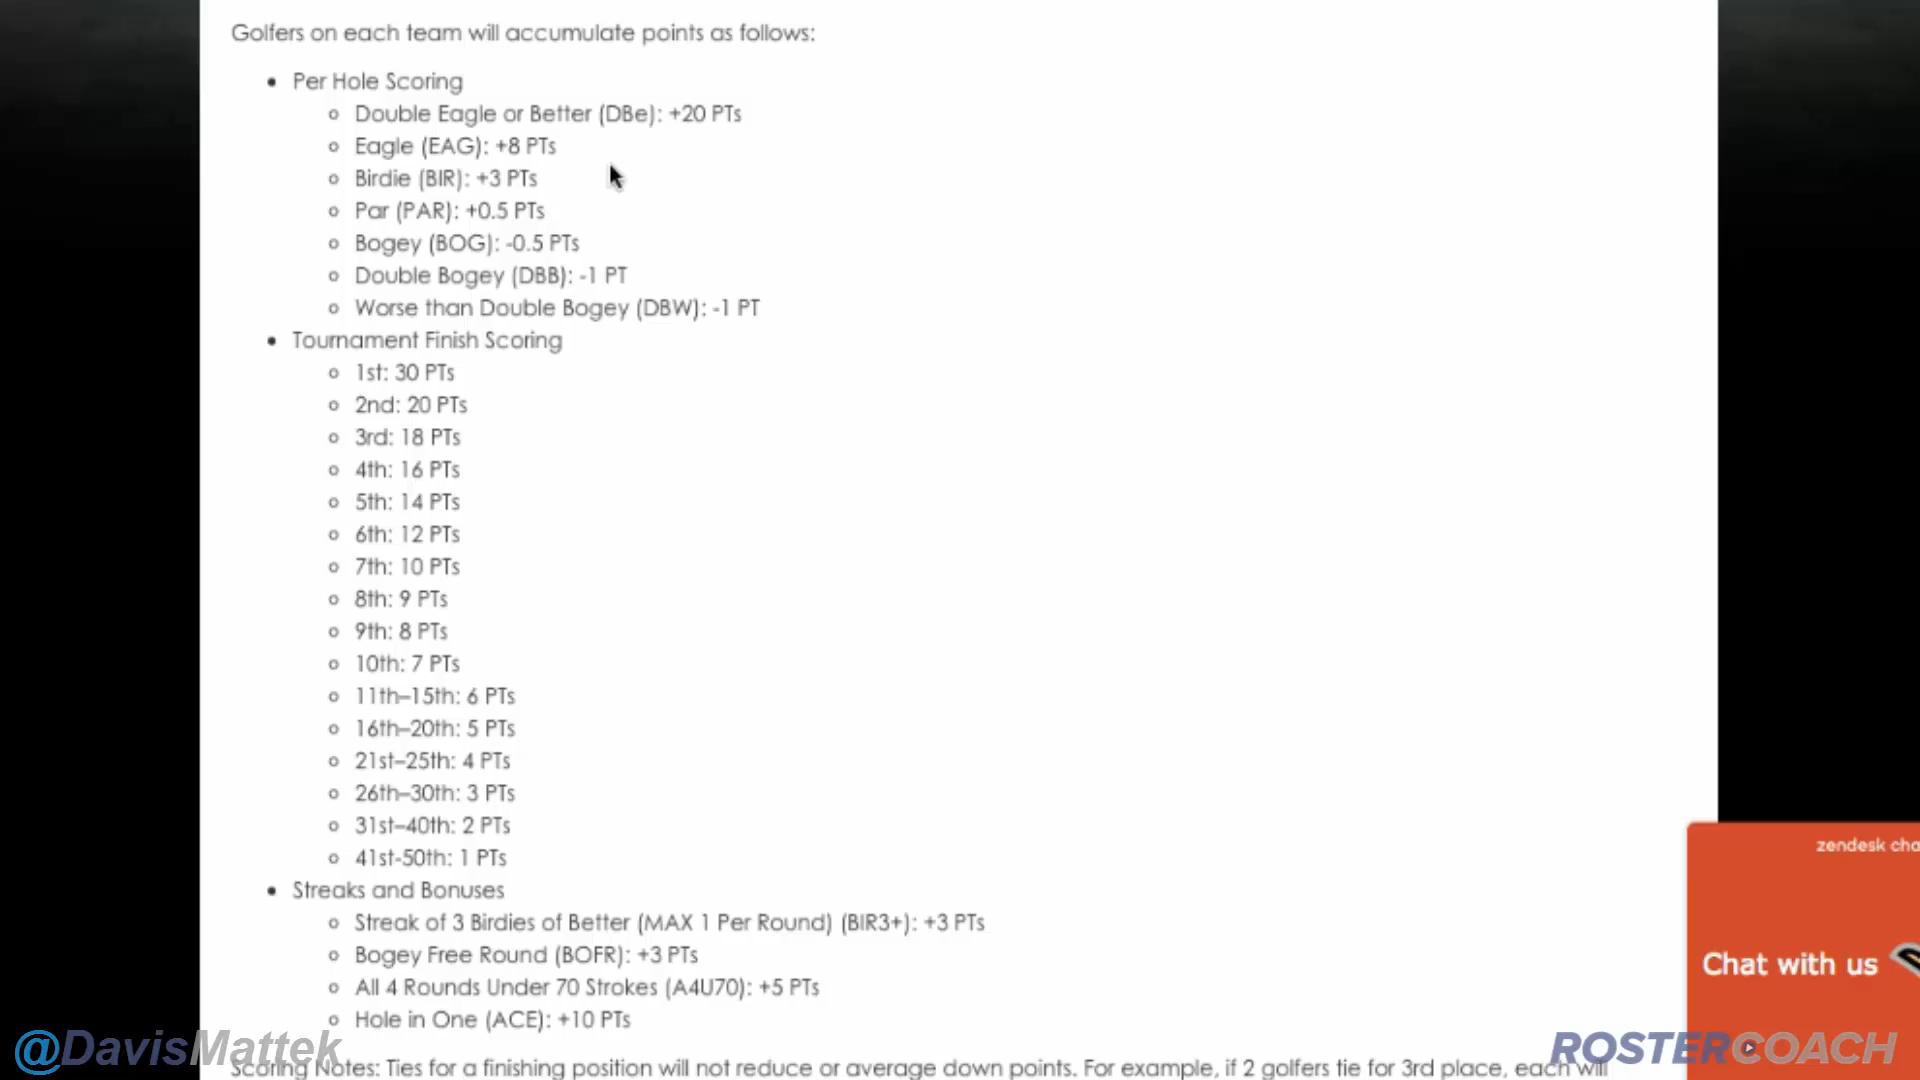 Golfers on each team will accumulate points as follows:
• Per Hole Scoring
o Double Eagle or Better (DBe): +20 PTs
o Eagle (EAG): +8 PTs
o Birdie (BIR): +3 PTs
o Par (PAR): +0.5 PTs
o Bogey (BOG): -0.5 PTs
o Double Bogey (DBB): -1 PT
o Worse than Double Bogey (DBW): -1 PT
• Tournament Finish Scoring
o 1st: 30 PTs
o 2nd: 20 PTs
o 3rd: 18 PTs
o 4th: 16 PTs
o 5th: 14 PTs
o 6th: 12 PTs
o 7th: 10 PTs
o 8th: 9 PTs
o 9th: 8 PTs
o 10th: 7 PTs
o 11th–15th: 6 PTs
o 16th–20th: 5 PTs
o 21st–25th: 4 PTs
o 26th–30th: 3 PTs
o 31st–40th: 2 PTs
o 41st-50th: 1 PTs
• Streaks and Bonuses
o Streak of 3 Birdies of Better (MAX 1 Per Round) (BIR3+): +3 PTs
o Bogey Free Round (BOFR): +3 PTs
o All 4 Rounds Under 70 Strokes (A4U70): +5 PTs
o Hole in One (ACE): +10 PTs
Scoring Notes: Ties for a finishing position will not reduce or average down points. For example, if 2 golfers tie for 3rd place, each will
zendesk cha
Chat with us
@DavisMattek
ROSTERCOACH